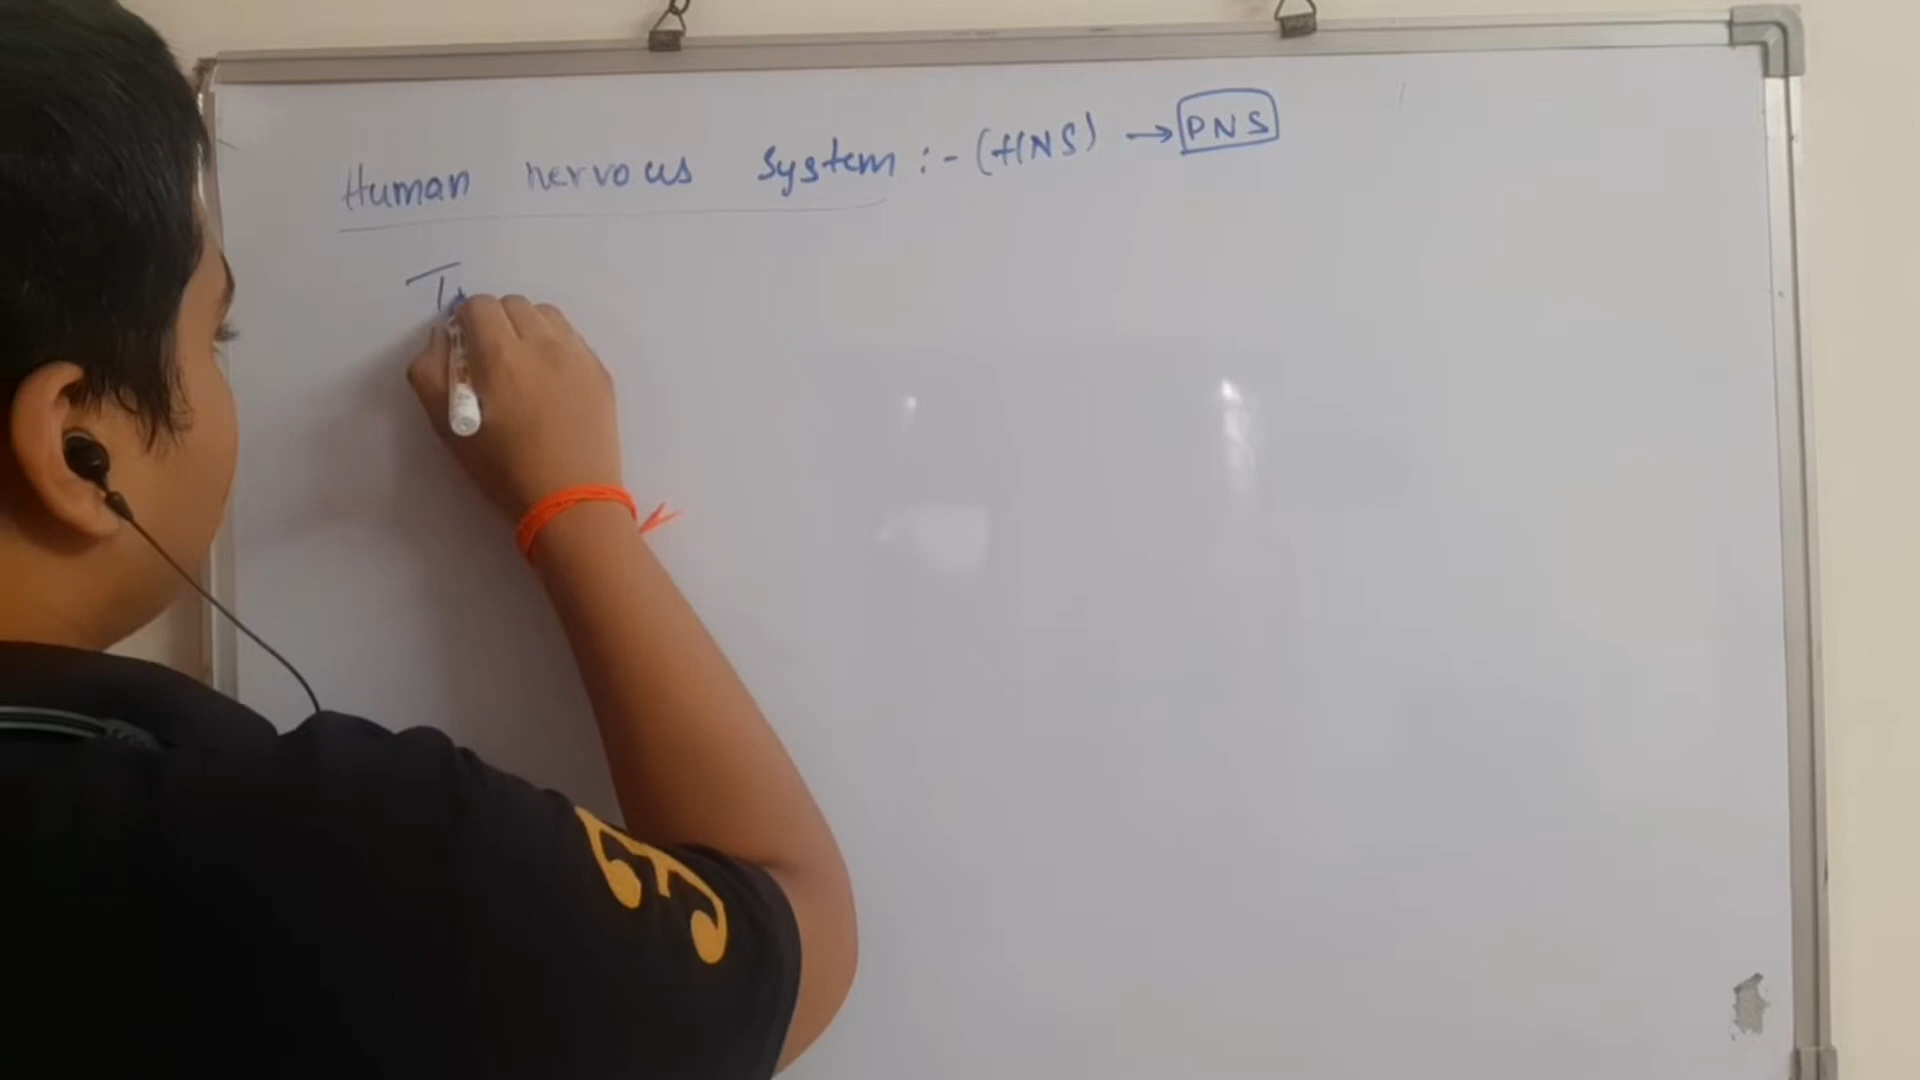 Human nervous system :- (HNS) → PNS